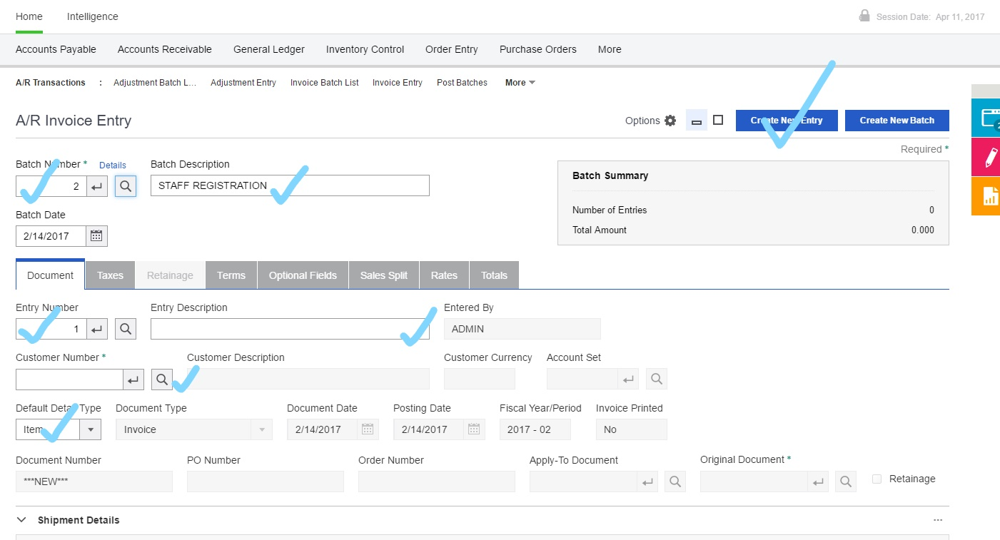 Home Intelligence Session Date: Apr 11, 2017
Accounts Payable Accounts Receivable General Ledger Inventory Control Order Entry Purchase Orders More
A/R Transactions : Adjustment Batch L... Adjustment Entry Invoice Batch List Invoice Entry Post Batches More
A/R Invoice Entry Options Create New Entry Create New Batch
Required *
Batch Number * Details Batch Description Batch Summary
2 STAFF REGISTRATION
Number of Entries 0
Batch Date
2/14/2017 Total Amount 0.000
Document Taxes Retainage Terms Optional Fields Sales Split Rates Totals
Entry Number Entry Description Entered By
1 ADMIN
Customer Number * Customer Description Customer Currency Account Set
Default Detail Type Document Type Document Date Posting Date Fiscal Year/Period Invoice Printed
Item Invoice 2/14/2017 2/14/2017 2017 - 02 No
Document Number PO Number Order Number Apply-To Document Original Document *
***NEW*** Retainage
Shipment Details ...